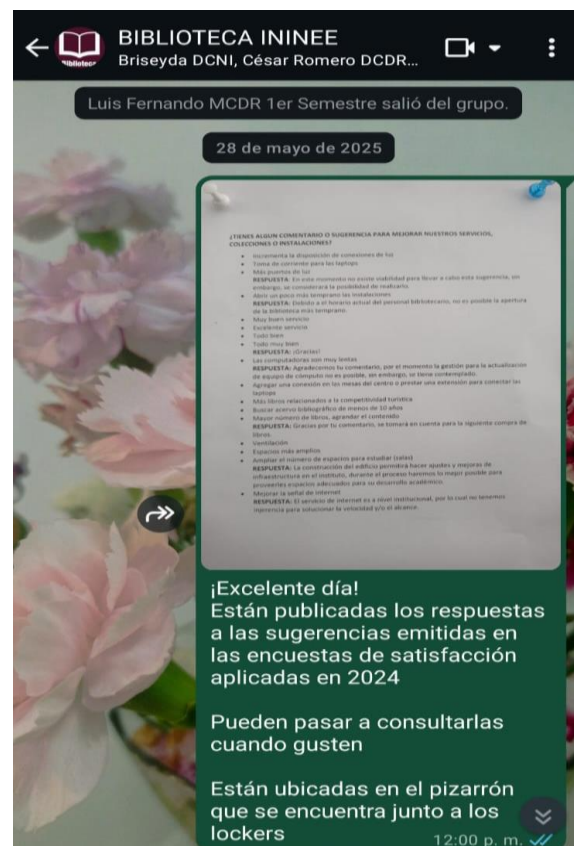 BIBLIOTECA ININEE
Briseyda DCNI, César Romero DCDR...
Biblioteca
Luis Fernando MCDR 1er Semestre salió del grupo.
28 de mayo de 2025
¿TIENES ALGUN COMENTARIO O SUGERENCIA PARA MEJORAR NUESTROS SERVICIOS,
COLECCIONES O INSTALACIONES?
• Incrementa la disposición de conexiones de luz
• Toma de corriente para las laptops
• Más puertos de luz
RESPUESTA: En este momento no existe viabilidad para llevar a cabo esta sugerencia, sin
embargo, se considerará la posibilidad de realizarlo.
• Abrir un poco más temprano las instalaciones
RESPUESTA: Debido a el horario actual del personal bibliotecario, no es posible la apertura
de la biblioteca más temprano.
• Muy buen servicio
• Excelente servicio
• Todo bien
• Todo muy bien
RESPUESTA: ¡Gracias!
• Las computadoras son muy lentas
RESPUESTA: Agradecemos tu comentario, por el momento la gestión para la actualización
de equipo de cómputo no es posible, sin embargo, se tiene contemplado.
• Agregar una conexión en las mesas del centro o prestar una extensión para conectar las
laptops
• Más libros relacionados a la competitividad turística
• Buscar acervo bibliográfico de menos de 10 años
• Mayor número de libros, agrandar el contenido
RESPUESTA: Gracias por tu comentario, se tomará en cuenta para la siguiente compra de
libros.
• Ventilación
• Espacios más amplios
• Ampliar el número de espacios para estudiar (salas)
RESPUESTA: La construcción del edificio permitirá hacer ajustes y mejoras de
infraestructura en el instituto, durante el proceso haremos lo mejor posible para
proveerles espacios adecuados para su desarrollo académico.
• Mejorar la señal de internet
RESPUESTA: El servicio de internet es a nivel institucional, por lo cual no tenemos
injerencia para solucionar la velocidad y/o el alcance.
¡Excelente día!
Están publicadas los respuestas
a las sugerencias emitidas en
las encuestas de satisfacción
aplicadas en 2024
Pueden pasar a consultarlas
cuando gusten
Están ubicadas en el pizarrón
que se encuentra junto a los
lockers
12:00 p. m.